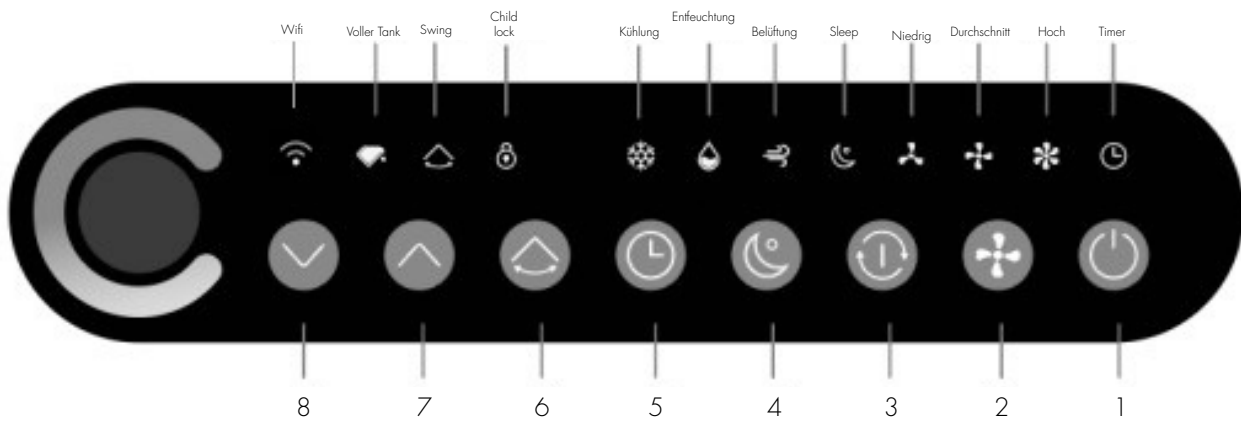 Wifi
Voller Tank
Swing
Child
lock
Kühlung
Entfeuchtung
Belüftung
Sleep
Niedrig
Durchschnitt
Hoch
Timer
8 7 6 5 4 3 2 1